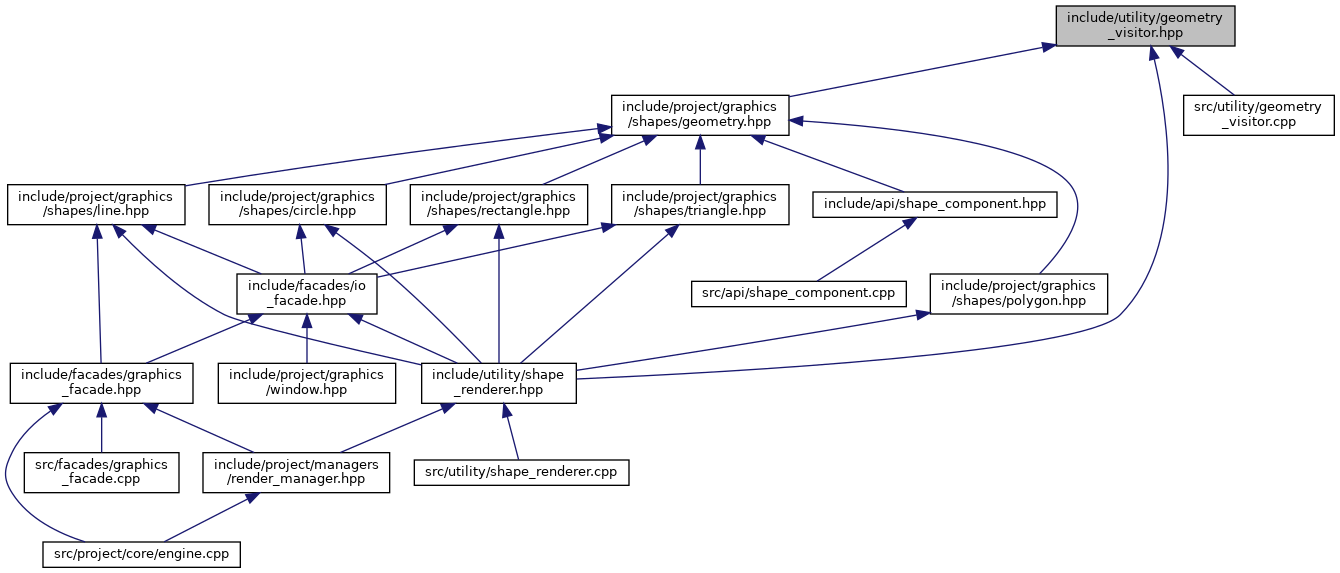 include/utility/geometry
_visitor.hpp
include/project/graphics
/shapes/geometry.hpp
src/utility/geometry
_visitor.cpp
include/project/graphics
/shapes/line.hpp
include/project/graphics
/shapes/circle.hpp
include/project/graphics
/shapes/rectangle.hpp
include/project/graphics
/shapes/triangle.hpp
include/api/shape_component.hpp
include/facades/io
_facade.hpp
src/api/shape_component.cpp
include/project/graphics
/shapes/polygon.hpp
include/facades/graphics
_facade.hpp
include/project/graphics
/window.hpp
include/utility/shape
_renderer.hpp
src/facades/graphics
_facade.cpp
include/project/managers
/render_manager.hpp
src/utility/shape_renderer.cpp
src/project/core/engine.cpp